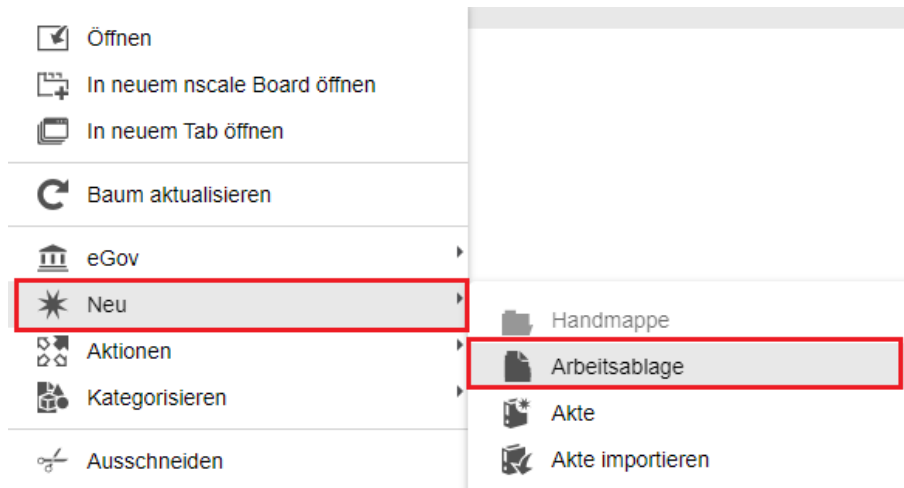 Öffnen
In neuem nscale Board öffnen
In neuem Tab öffnen
Baum aktualisieren
eGov
Neu
Aktionen
Kategorisieren
Ausschneiden
Handmappe
Arbeitsablage
Akte
Akte importieren